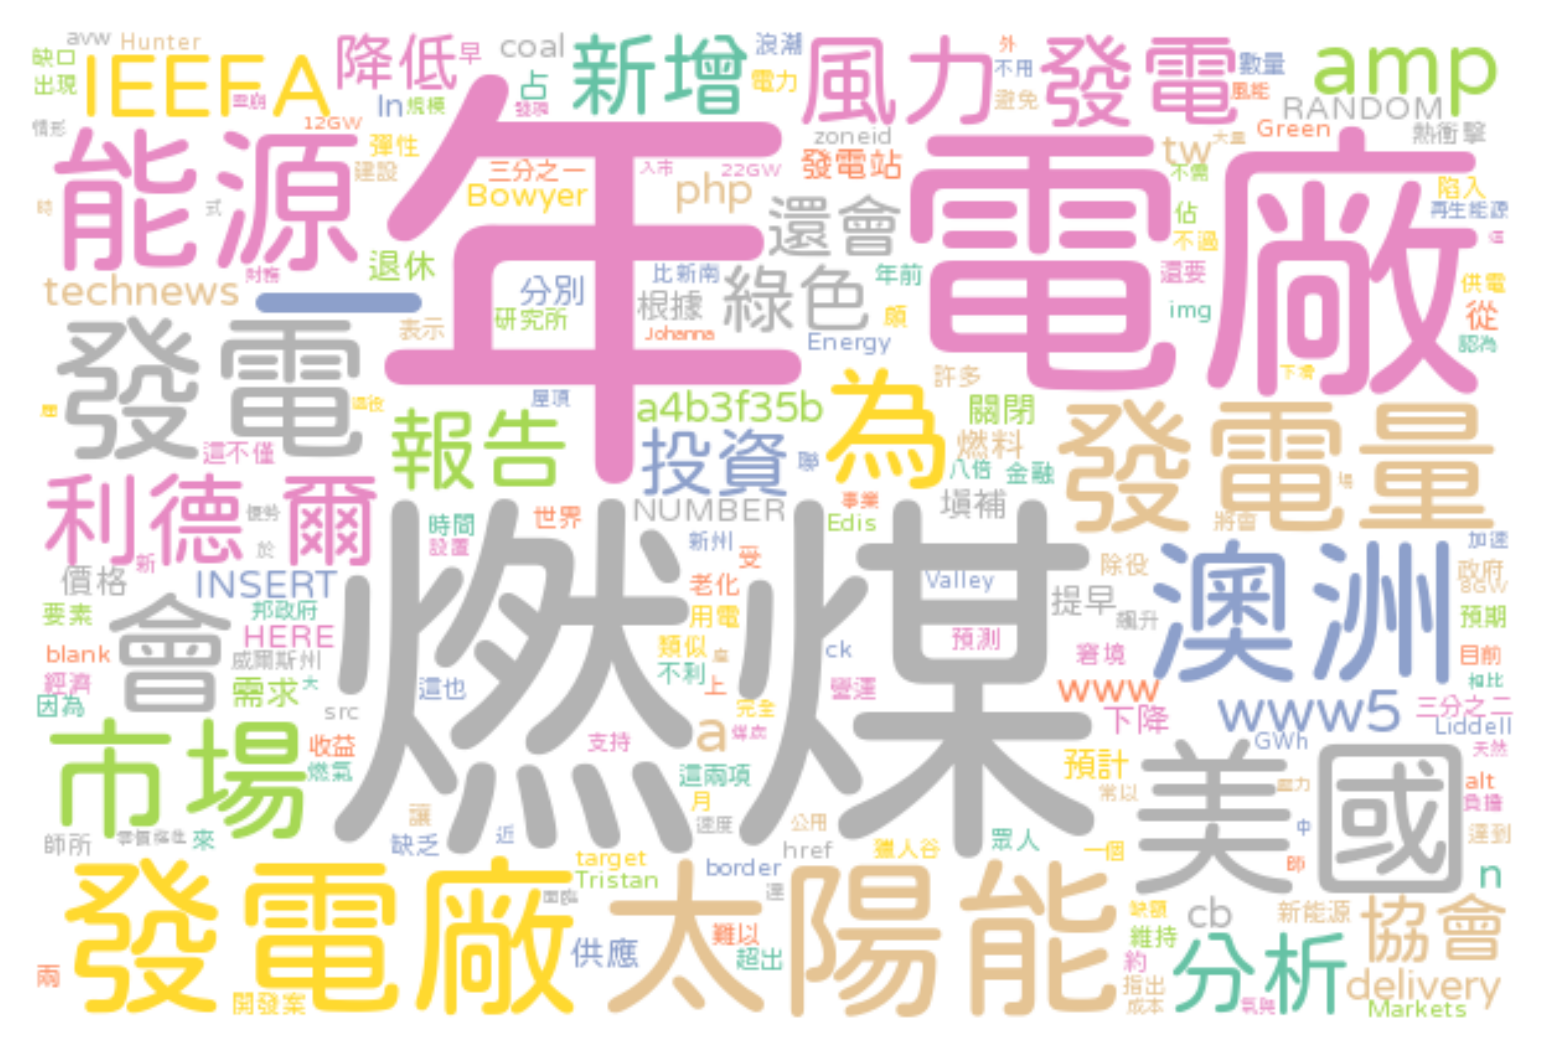 avw Hunter
缺口
出現
IEEFA
降低
早
coal
占
新增
浪潮
電力
風力發電
外
不用
避免
數量
風能
amp
RANDOM
情形
12GW
In
規模
發現
彈性
建設
zoneid
Green
熱衝擊
能源
年
電廠
三分之一
入市
22GW
Bowyer
php
發電站
tw
大量
不需
陷入
再生能源
時
式
還會
佔
不過
退休
財務
technews
一
分別
研究所
比新南
根據
Johanna
綠色
年前
頗
Energy
還要
img
供電
從
認為
表示
發電
這不僅
屋頂
報告
a4b3f35b
投資
聯
為
許多
燃料
關閉
八倍
金融
下滑
發電量
利德爾
優勢
於
新
時間
設置
世界
NUMBER
事業
Edis
填補
將會
加速
價格
INSERT
新州
受
老化
Valley
除役
提早
飆升
澳洲
政府
8GW
要素
邦政府
HERE
用電
預測
預期
blank
經濟
因為
會
威爾斯州
需求
大
src
燃煤
這也
類似
不利
上
ck
營運
窘境
www
下降
www5
目前
相比
三分之二
Liddell
市場
收益
燃氣
支持
完全
a
煤炭
這兩項
月
預計
常以
GWh
美國
天然
alt
負擔
達到
師所
來
讓
缺乏
近
速度
公用
href
獵人谷
眾人
一個
中
師
n
發電廠
target
Tristan
border
達
太陽能
供應
難以
超出
缺額
維持
約
指出
成本
cb
新能源
協會
分析
delivery
Markets
兩
開發案